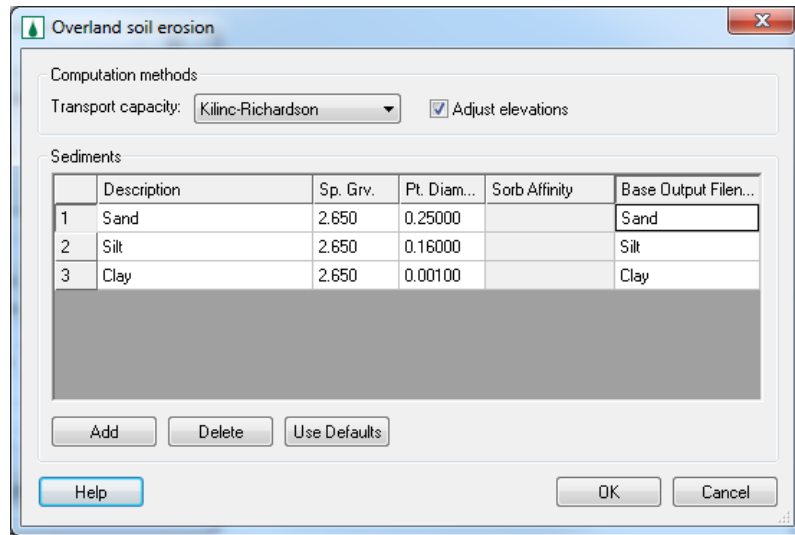 Overland soil erosion
Computation methods
Transport capacity: Kilinc-Richardson Adjust elevations
Sediments
Description Sp. Grv. Pt. Diam... Sorb Affinity Base Output Filen...
1 Sand 2.650 0.25000 Sand
2 Silt 2.650 0.16000 Silt
3 Clay 2.650 0.00100 Clay
Add Delete Use Defaults
Help OK Cancel